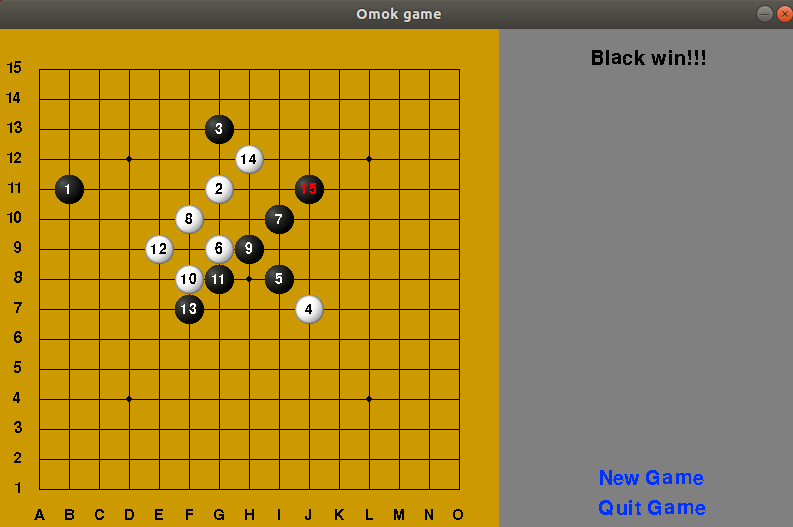 Omok game
Black win!!!
15
14
13 3
12 14
11 1 2 15
10 8 7
9 12 6 9
8 10 11 5
7 13 4
6
5
4
3
2
1
A B C D E F G H I J K L M N O
New Game
Quit Game